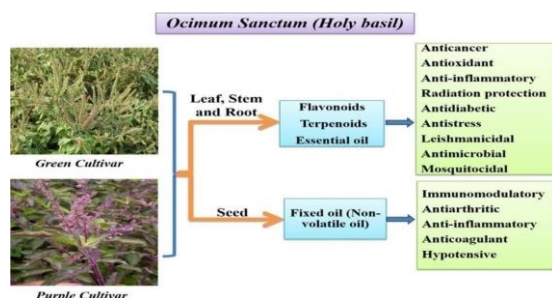 Ocimum Sanctum (Holy basil)
Green Cultivar
Purple Cultivar
Leaf, Stem
and Root
Seed
Flavonoids
Terpenoids
Essential oil
Fixed oil (Non-
volatile oil)
Anticancer
Antioxidant
Anti-inflammatory
Radiation protection
Antidiabetic
Antistress
Leishmanicidal
Antimicrobial
Mosquitocidal
Immunomodulatory
Antiarthritic
Anti-inflammatory
Anticoagulant
Hypotensive